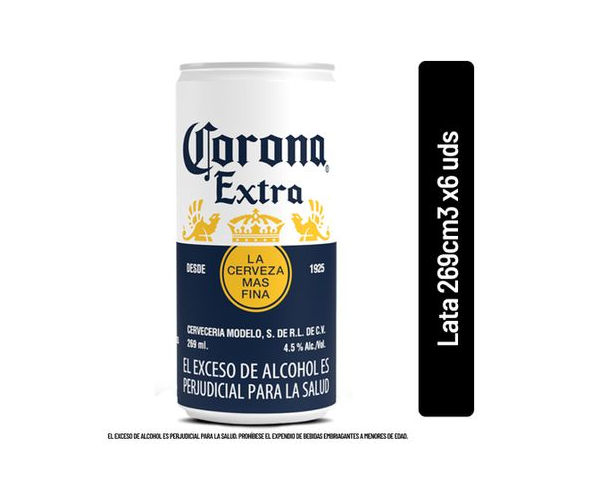 Corona
Extra
DESDE
LA
CERVEZA
MAS
FINA
1925
CERVECERIA MODELO, S. DE R.L. DE C.V.
269 ml.
4.5 % Alc./Vol.
EL EXCESO DE ALCOHOL ES
PERJUDICIAL PARA LA SALUD
Lata 269cm3 x6 uds
EL EXCESO DE ALCOHOL ES PERJUDICIAL PARA LA SALUD. PROHÍBESE EL EXPENDIO DE BEBIDAS EMBRIAGANTES A MENORES DE EDAD.